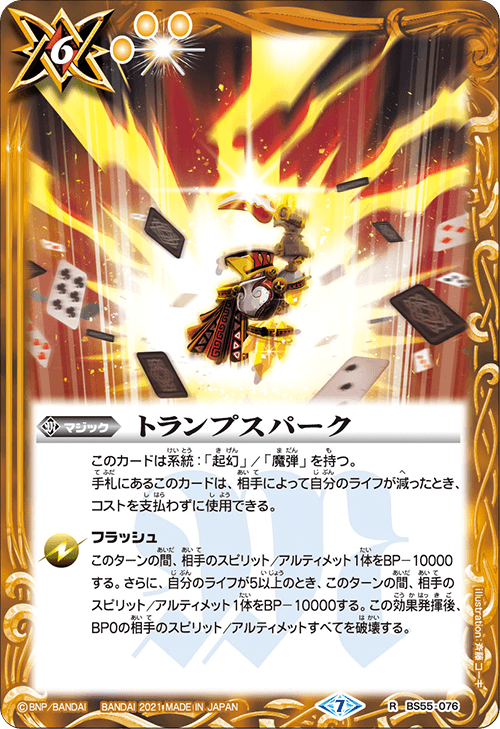 6
マジック
トランプスパーク
このカードは系統：「起幻」／「魔弾」を持つ。
手札にあるこのカードは、相手によって自分のライフが減ったとき、
コストを支払わずに使用できる。
フラッシュ
このターンの間、相手のスピリット／アルティメット1体をBP－10000
する。さらに、自分のライフが5以上のとき、このターンの間、相手の
スピリット／アルティメット1体をBP－10000する。この効果発揮後、
BP0の相手のスピリット／アルティメットすべてを破壊する。
illustration:斉藤コーキ
©BNP/BANDAI
BANDAI 2021 MADE IN JAPAN
7
R BS55-076